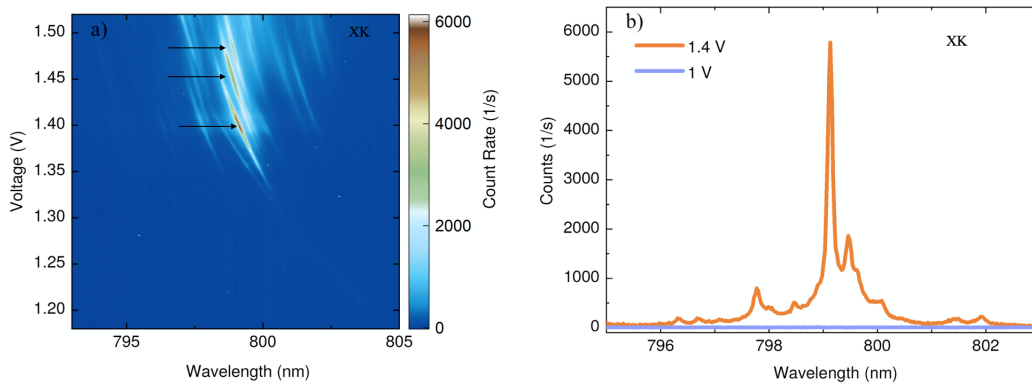 a)
XK
1.50
1.45
1.40
1.35
1.30
1.25
1.20
Voltage (V)
795
800
805
Wavelength (nm)
6000
4000
2000
0
Count Rate (1/s)
b)
XK
1.4 V
1 V
6000
5000
4000
3000
2000
1000
0
Counts (1/s)
796
798
800
802
Wavelength (nm)